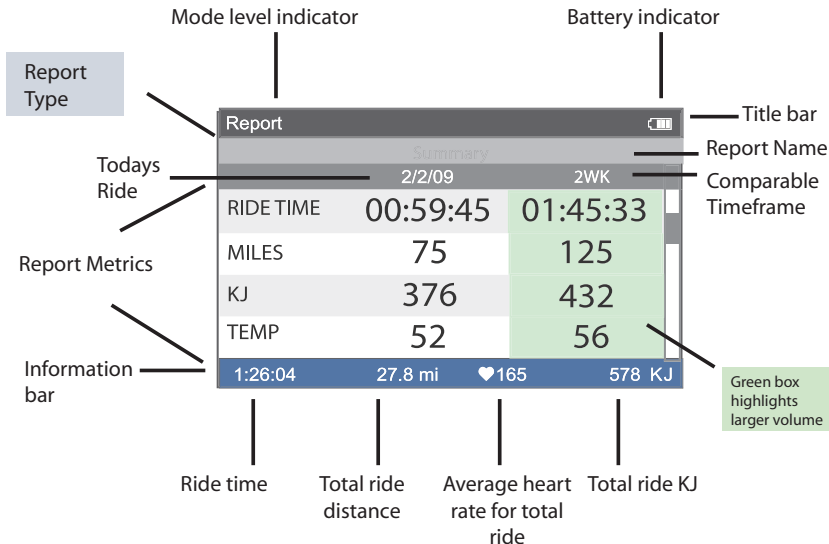 Mode level indicator
Battery indicator
Report
Type
Report
Title bar
Summary
Report Name
Todays
Ride
2/2/09
2WK
Comparable
Timeframe
RIDE TIME 00:59:45 01:45:33
MILES 75 125
Report Metrics
KJ 376 432
TEMP 52 56
Information
bar
1:26:04 27.8 mi 165 578 KJ
Green box
highlights
larger volume
Ride time
Total ride
distance
Average heart
rate for total
ride
Total ride KJ